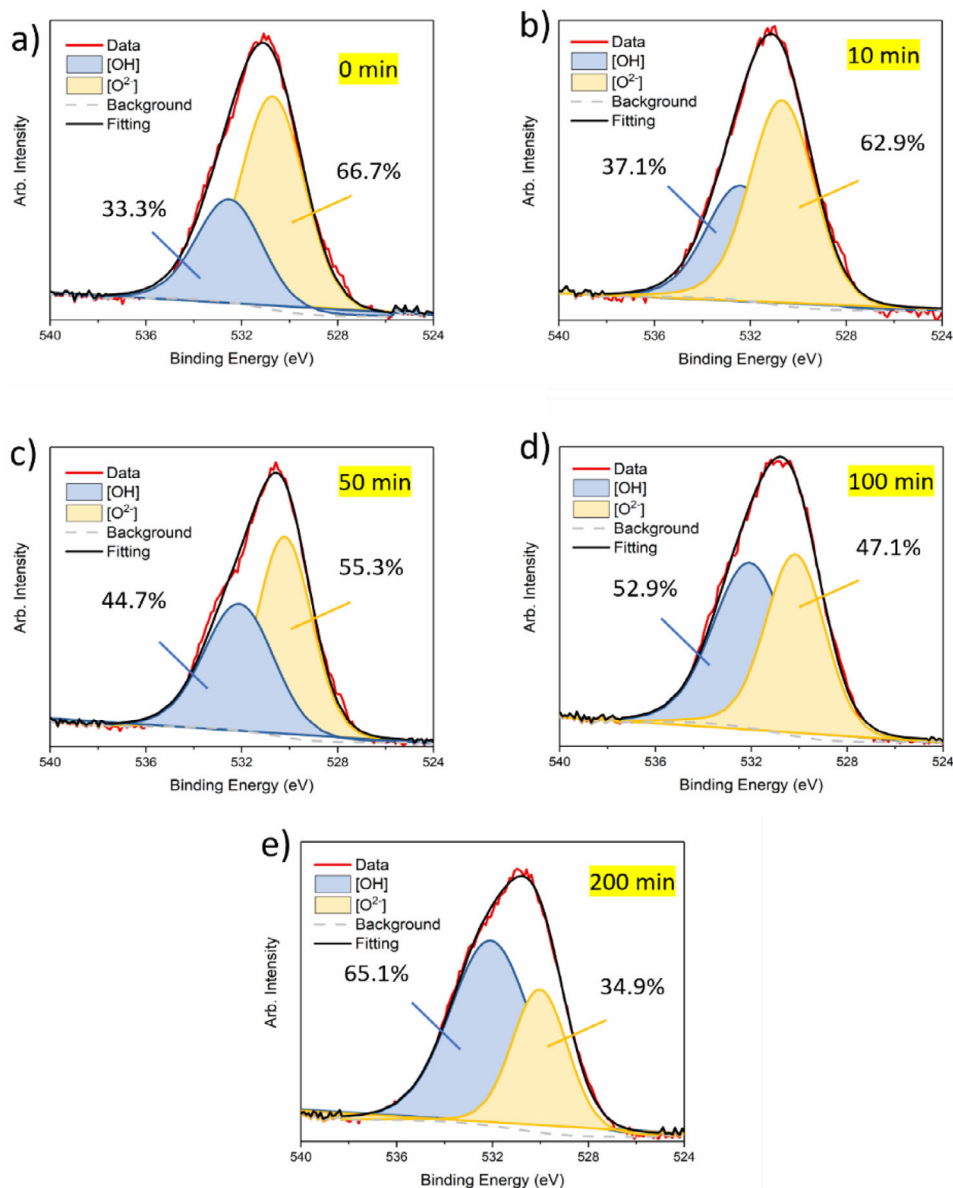 a)
Data
[OH]
[O²⁻]
Background
Fitting
0 min
66.7%
33.3%
Arb. Intensity
540 536 532 528 524
Binding Energy (eV)
b)
Data
[OH]
[O²⁻]
Background
Fitting
10 min
62.9%
37.1%
Arb. Intensity
540 536 532 528 524
Binding Energy (eV)
c)
Data
[OH]
[O²⁻]
Background
Fitting
50 min
55.3%
44.7%
Arb. Intensity
540 536 532 528 524
Binding Energy (eV)
d)
Data
[OH]
[O²⁻]
Background
Fitting
100 min
47.1%
52.9%
Arb. Intensity
540 536 532 528 524
Binding Energy (eV)
e)
Data
[OH]
[O²⁻]
Background
Fitting
200 min
65.1%
34.9%
Arb. Intensity
540 536 532 528 524
Binding Energy (eV)